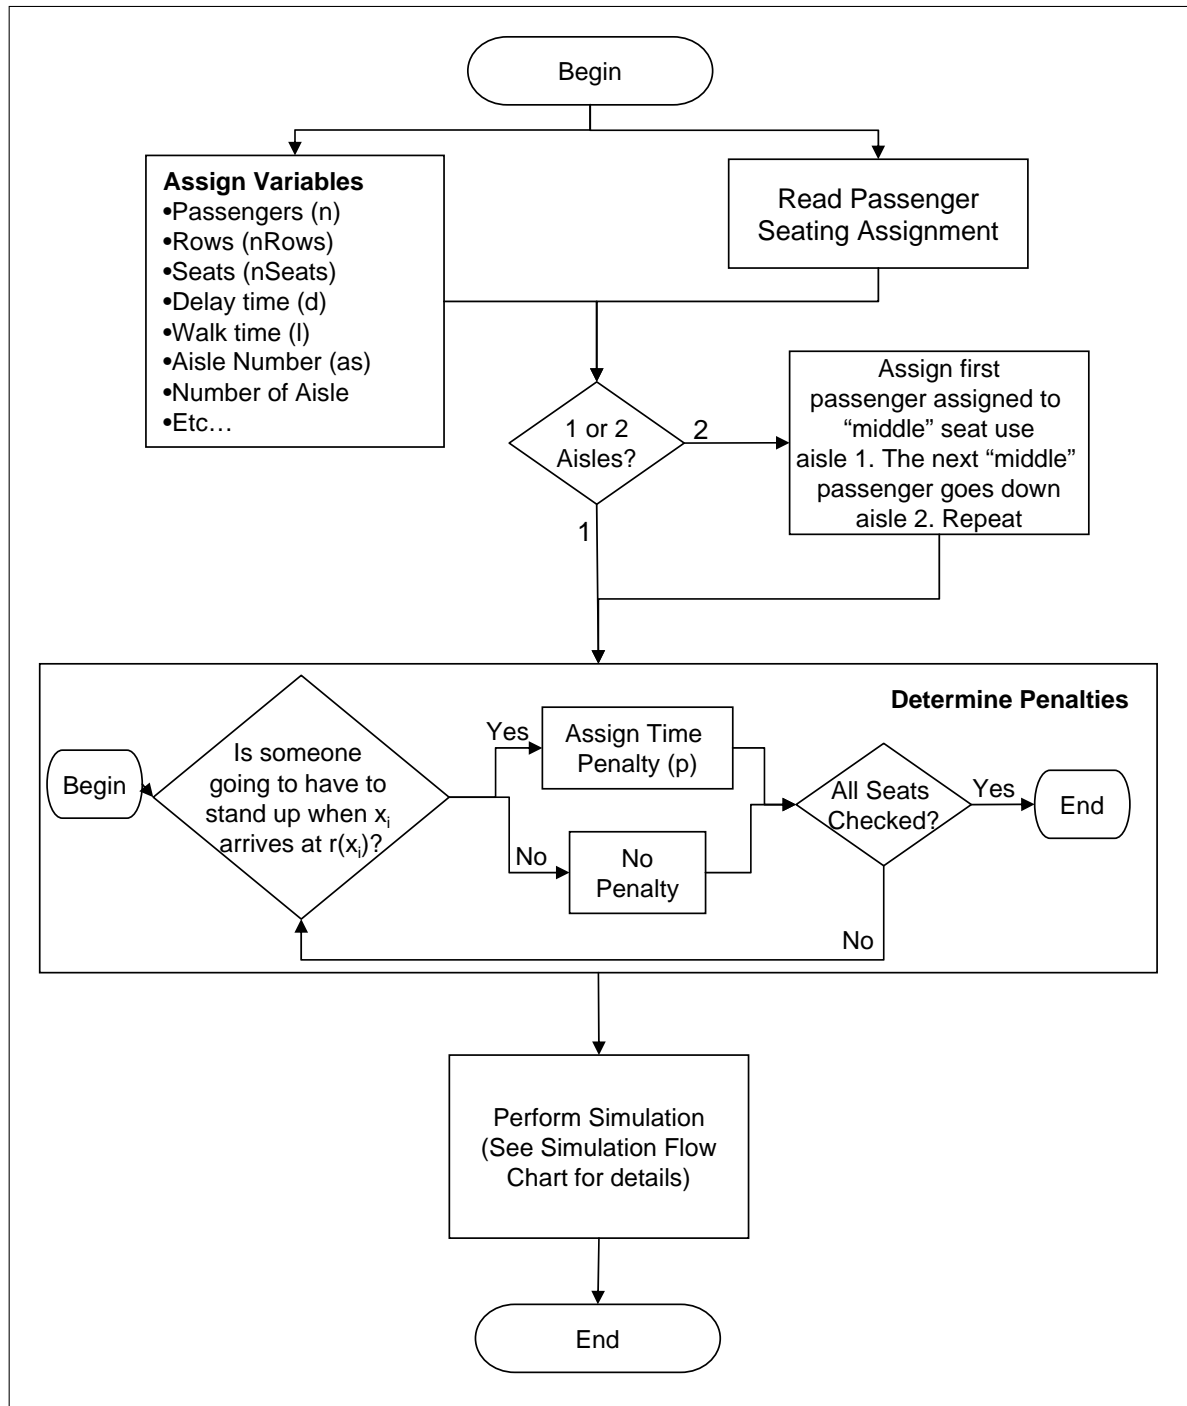 Begin
Assign Variables
•Passengers (n)
•Rows (nRows)
•Seats (nSeats)
•Delay time (d)
•Walk time (l)
•Aisle Number (as)
•Number of Aisle
•Etc…
Read Passenger
Seating Assignment
1 or 2
Aisles?
2
1
Assign first
passenger assigned to
“middle” seat use
aisle 1. The next “middle”
passenger goes down
aisle 2. Repeat
Determine Penalties
Begin
Is someone
going to have to
stand up when xi
arrives at r(xi)?
Yes
Assign Time
Penalty (p)
No
No
Penalty
All Seats
Checked?
Yes
End
No
Perform Simulation
(See Simulation Flow
Chart for details)
End